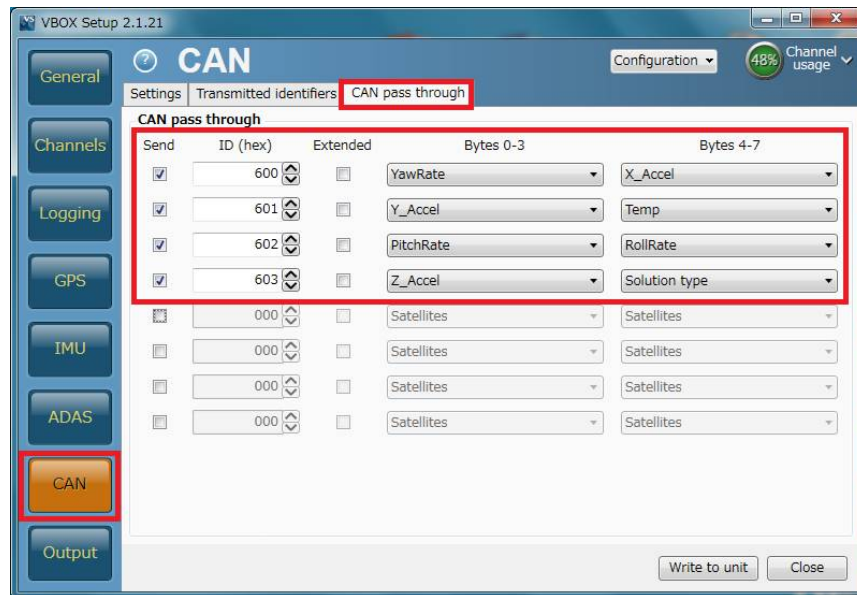 VBOX Setup 2.1.21
General
Channels
Logging
GPS
IMU
ADAS
CAN
Output
? CAN
Configuration
48% Channel usage
Settings Transmitted identifiers CAN pass through
CAN pass through
Send ID (hex) Extended Bytes 0-3 Bytes 4-7
600 YawRate X_Accel
601 Y_Accel Temp
602 PitchRate RollRate
603 Z_Accel Solution type
000 Satellites Satellites
000 Satellites Satellites
000 Satellites Satellites
000 Satellites Satellites
Write to unit Close